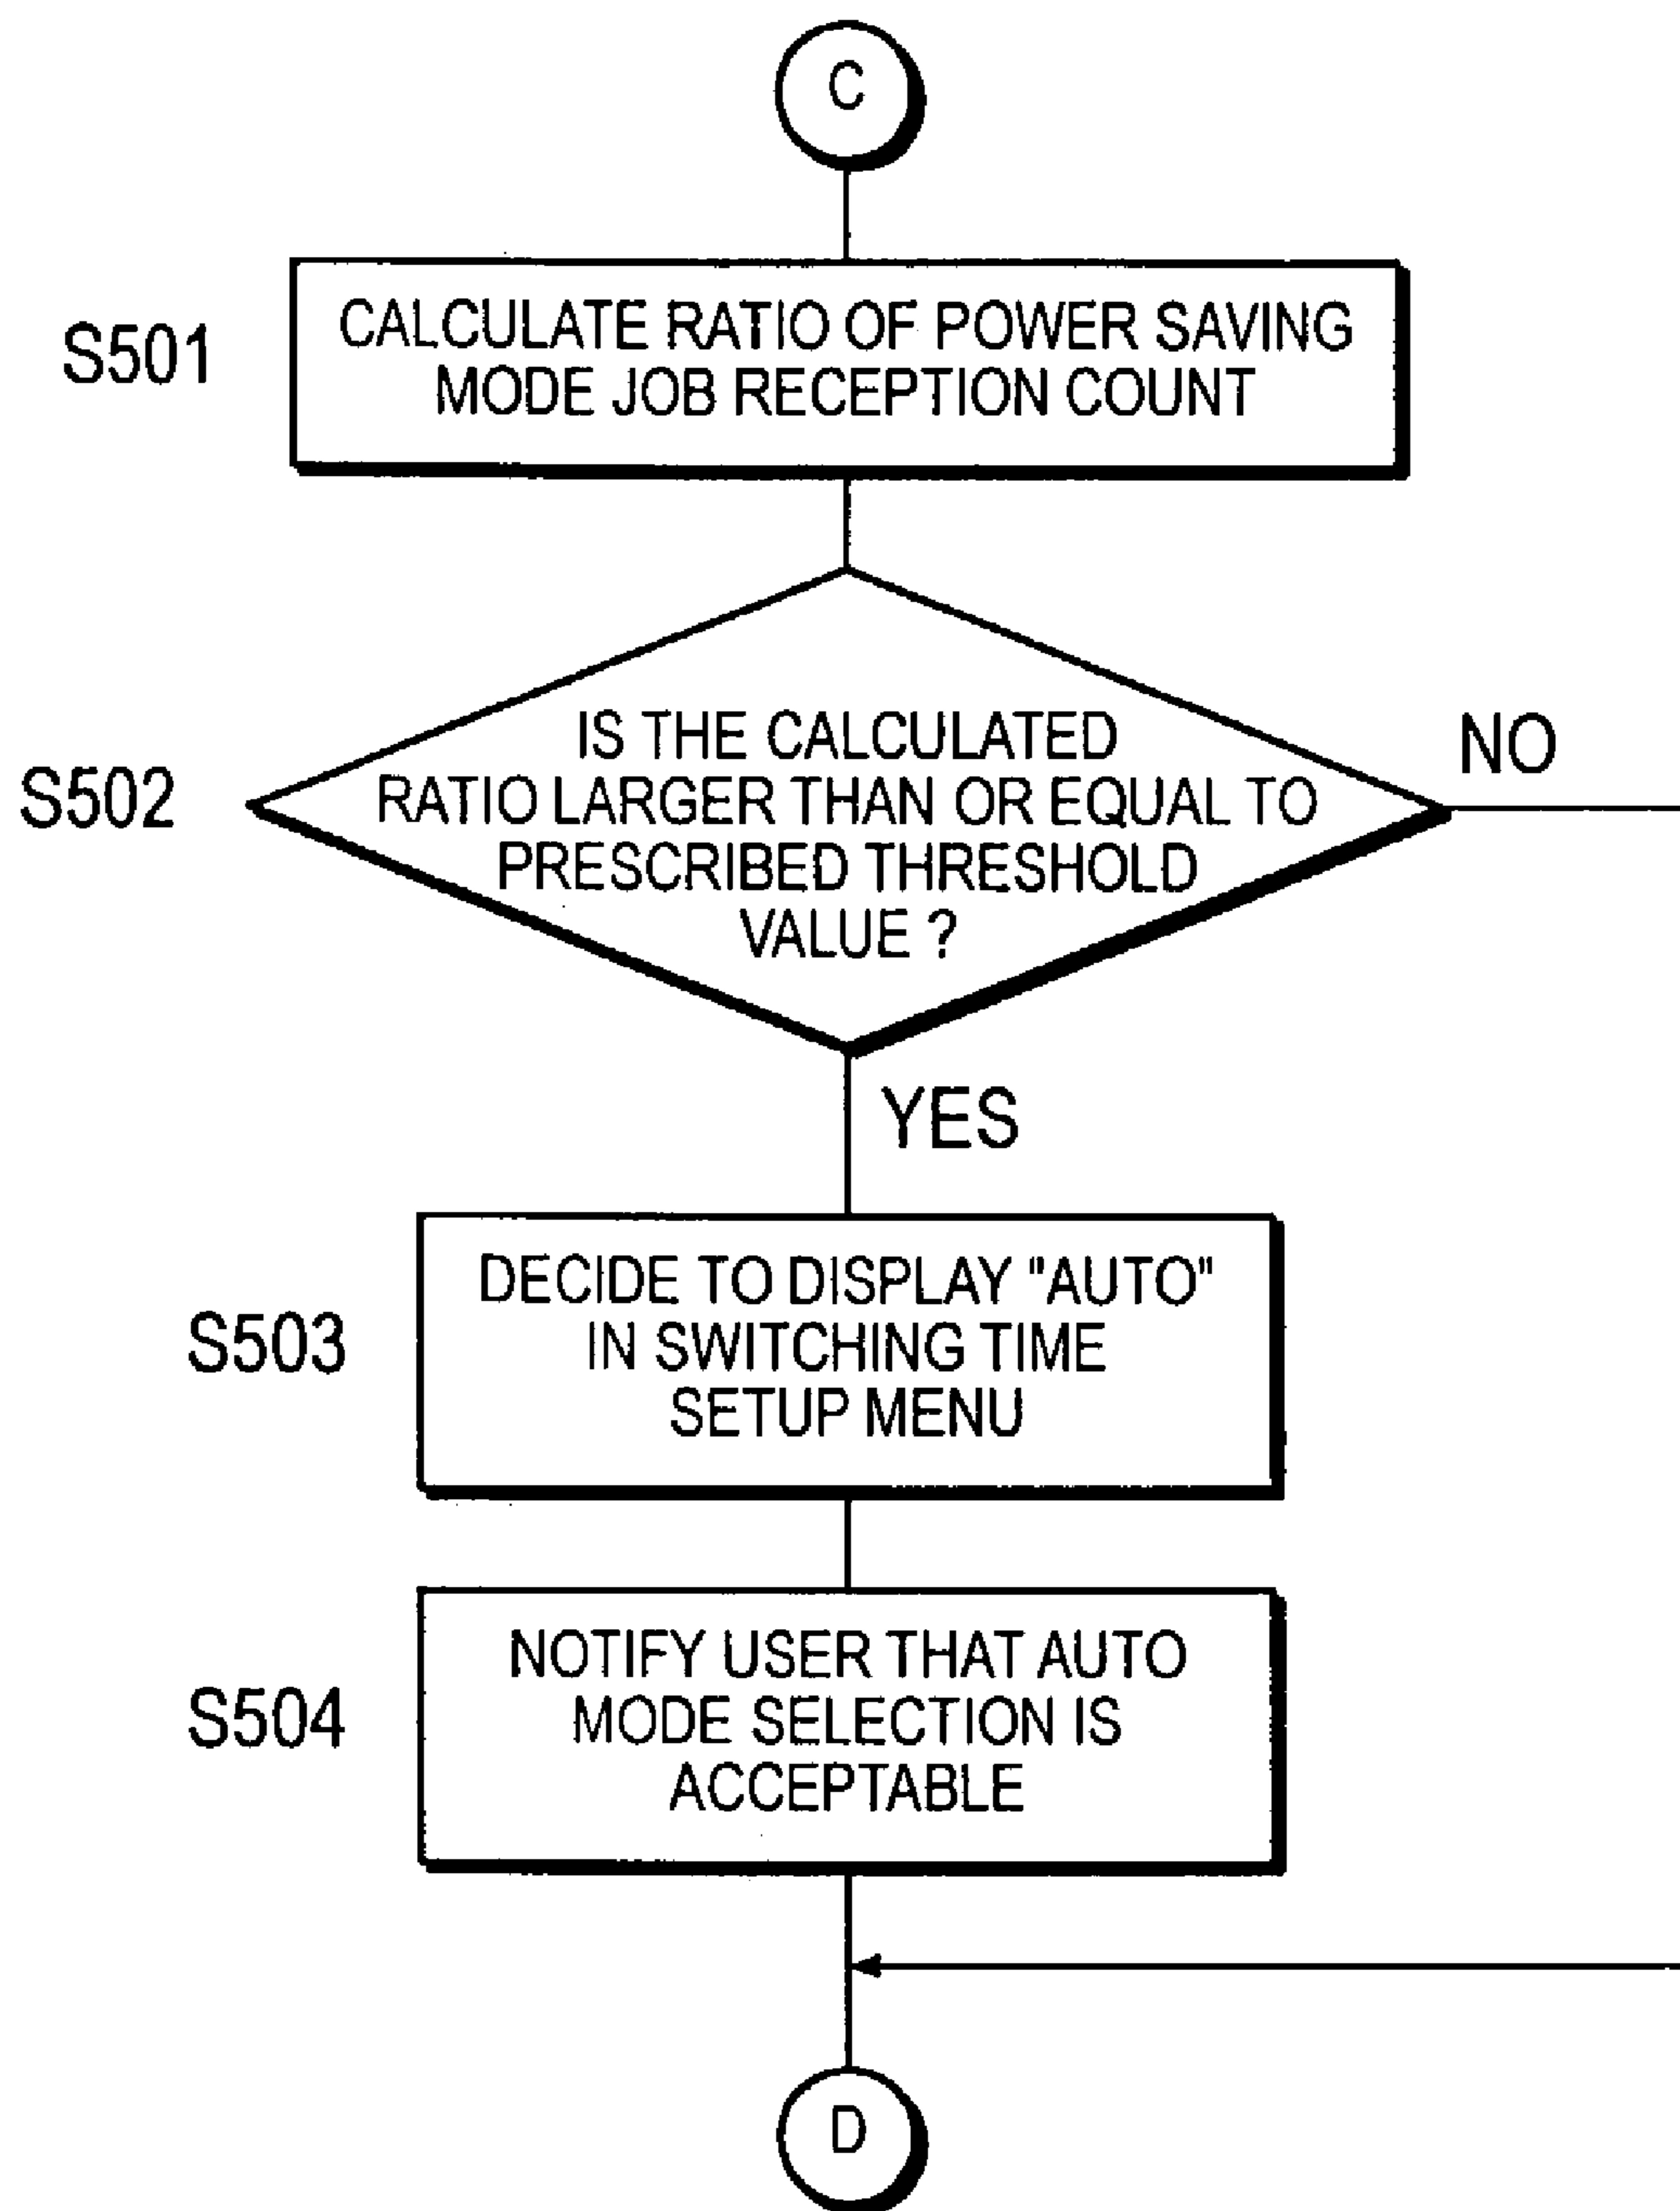 C
S501
CALCULATE RATIO OF POWER SAVING
MODE JOB RECEPTION COUNT
S502
IS THE CALCULATED
RATIO LARGER THAN OR EQUAL TO
PRESCRIBED THRESHOLD
VALUE ?
NO
YES
S503
DECIDE TO DISPLAY "AUTO"
IN SWITCHING TIME
SETUP MENU
S504
NOTIFY USER THAT AUTO
MODE SELECTION IS
ACCEPTABLE
D